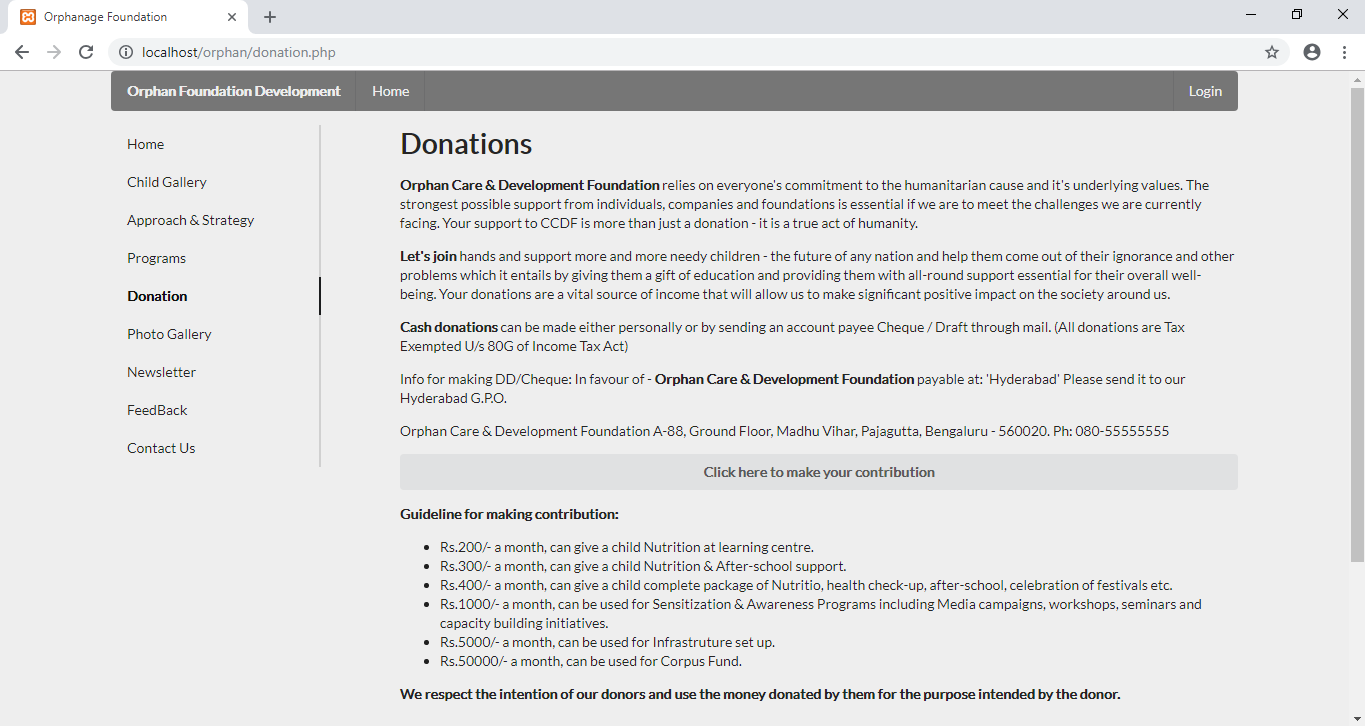 Orphanage Foundation
localhost/orphan/donation.php
Orphan Foundation Development Home Login
Home
Child Gallery
Approach & Strategy
Programs
Donation
Photo Gallery
Newsletter
FeedBack
Contact Us
Donations
Orphan Care & Development Foundation relies on everyone's commitment to the humanitarian cause and it's underlying values. The
strongest possible support from individuals, companies and foundations is essential if we are to meet the challenges we are currently
facing. Your support to CCDF is more than just a donation - it is a true act of humanity.
Let's join hands and support more and more needy children - the future of any nation and help them come out of their ignorance and other
problems which it entails by giving them a gift of education and providing them with all-round support essential for their overall well-
being. Your donations are a vital source of income that will allow us to make significant positive impact on the society around us.
Cash donations can be made either personally or by sending an account payee Cheque / Draft through mail. (All donations are Tax
Exempted U/s 80G of Income Tax Act)
Info for making DD/Cheque: In favour of - Orphan Care & Development Foundation payable at: 'Hyderabad' Please send it to our
Hyderabad G.P.O.
Orphan Care & Development Foundation A-88, Ground Floor, Madhu Vihar, Pajagutta, Bengaluru - 560020. Ph: 080-55555555
Click here to make your contribution
Guideline for making contribution:
• Rs.200/- a month, can give a child Nutrition at learning centre.
• Rs.300/- a month, can give a child Nutrition & After-school support.
• Rs.400/- a month, can give a child complete package of Nutritio, health check-up, after-school, celebration of festivals etc.
• Rs.1000/- a month, can be used for Sensitization & Awareness Programs including Media campaigns, workshops, seminars and
capacity building initiatives.
• Rs.5000/- a month, can be used for Infrastruture set up.
• Rs.50000/- a month, can be used for Corpus Fund.
We respect the intention of our donors and use the money donated by them for the purpose intended by the donor.